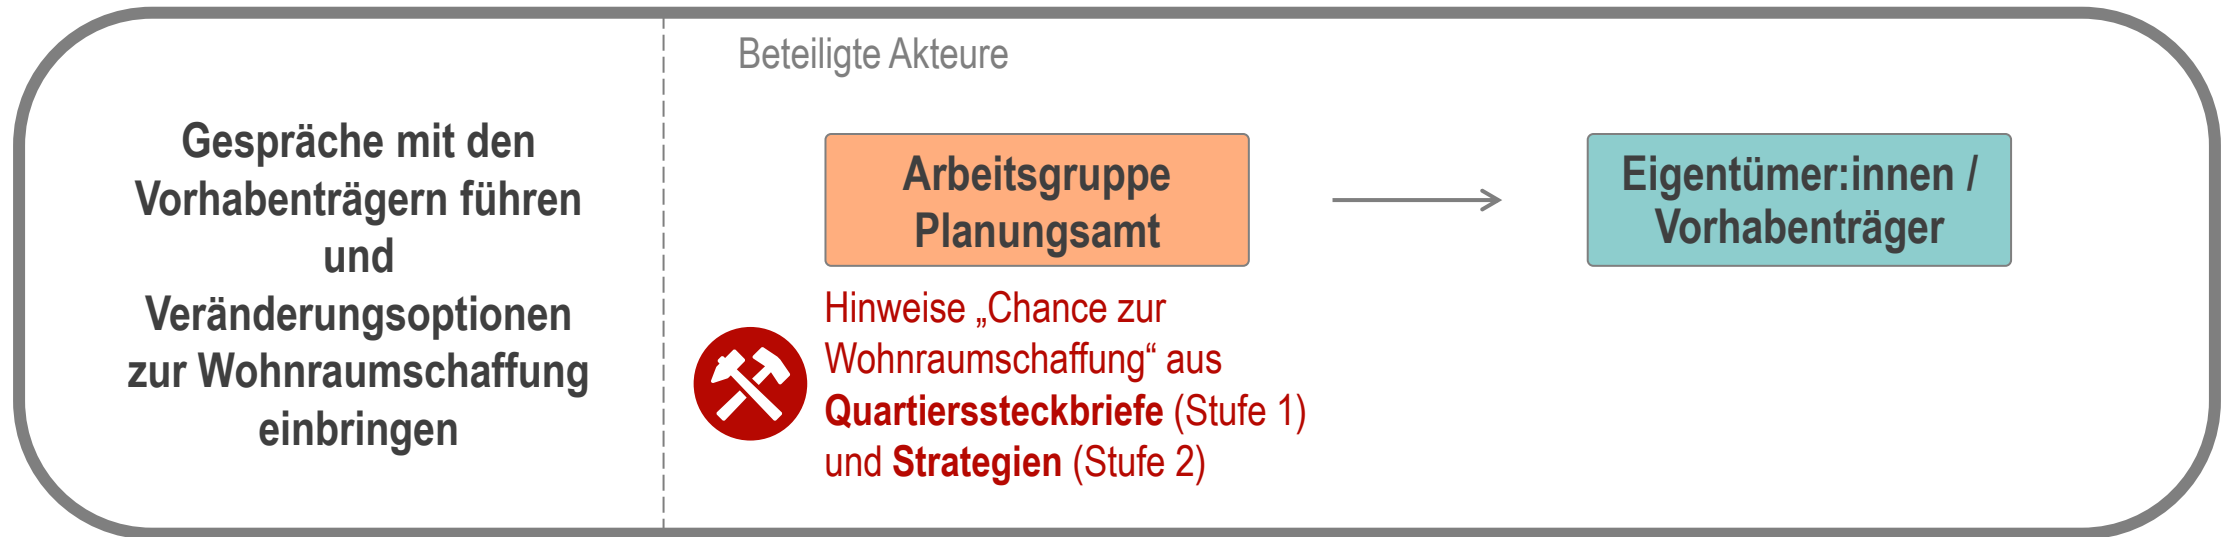 Gespräche mit den
Vorhabenträgern führen
und
Veränderungsoptionen
zur Wohnraumschaffung
einbringen
Beteiligte Akteure
Arbeitsgruppe
Planungsamt
Eigentümer:innen /
Vorhabenträger
Hinweise „Chance zur
Wohnraumschaffung“ aus
Quartierssteckbriefe (Stufe 1)
und Strategien (Stufe 2)